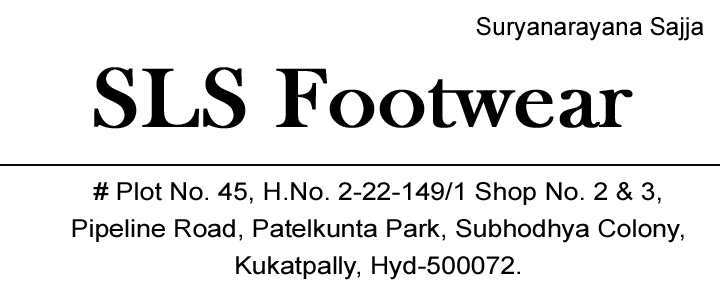 Suryanarayana Sajja
SLS Footwear
# Plot No. 45, H.No. 2-22-149/1 Shop No. 2 & 3,
Pipeline Road, Patelkunta Park, Subhodhya Colony,
Kukatpally, Hyd-500072.